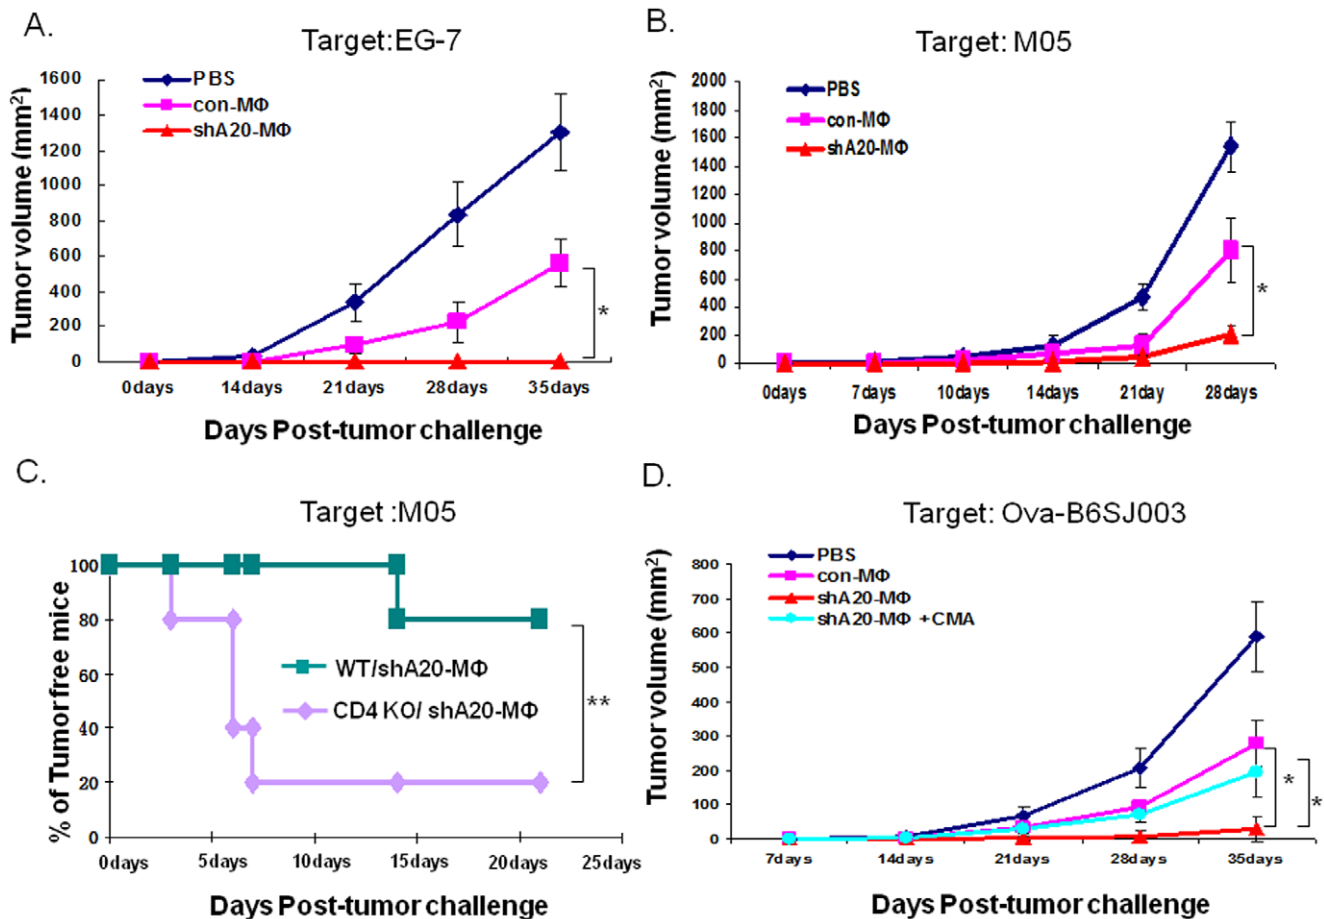 A.
Target:EG-7
Tumor volume (mm²)
1600
1400
1200
1000
800
600
400
200
0
PBS
con-MΦ
shA20-MΦ
0days
14days
21days
28days
35days
Days Post-tumor challenge
B.
Target: M05
Tumor volume (mm²)
2000
1800
1600
1400
1200
1000
800
600
400
200
0
PBS
con-MΦ
shA20-MΦ
*
*
0days
7days
10days
14days
21day
28days
Days Post-tumor challenge
C.
Target :M05
% of Tumorfree mice
100
80
60
40
20
0
WT/shA20-MΦ
CD4 KO/ shA20-MΦ
**
0days
5days
10days
15days
20days
25days
Days Post-tumor challenge
D.
Target: Ova-B6SJ003
Tumor volume (mm²)
800
700
600
500
400
300
200
100
0
PBS
con-MΦ
shA20-MΦ
shA20-MΦ +CMA
*
*
7days
14days
21days
28days
35days
Days Post-tumor challenge